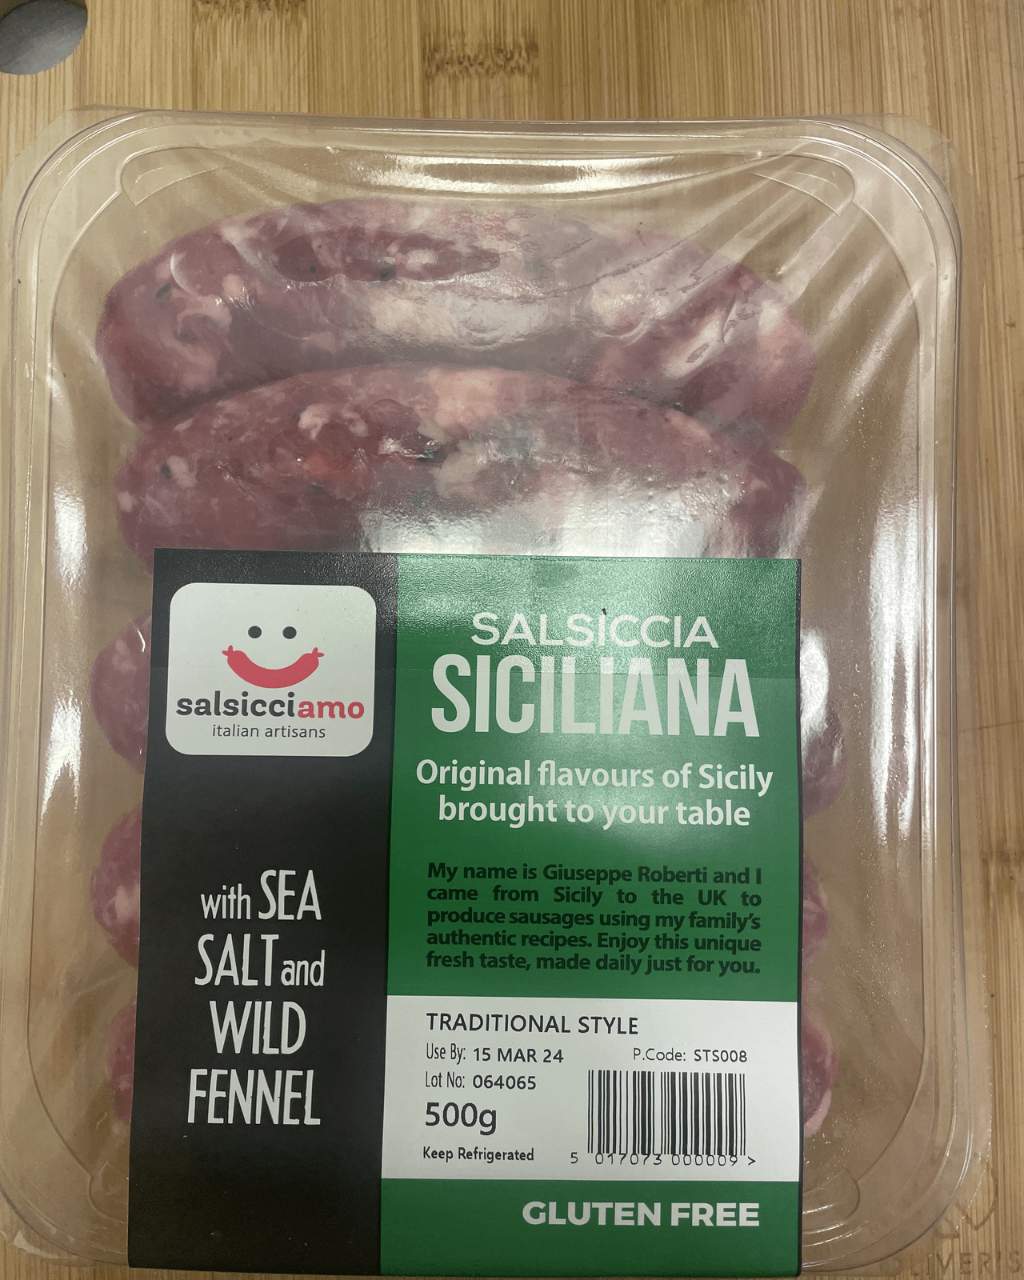 salsicciamo
italian artisans
with SEA
SALT and
WILD
FENNEL
SALSICCIA
SICILIANA
Original flavours of Sicily
brought to your table
My name is Giuseppe Roberti and I
came from Sicily to the UK to
produce sausages using my family's
authentic recipes. Enjoy this unique
fresh taste, made daily just for you.
TRADITIONAL STYLE
Use By: 15 MAR 24 P.Code: STS008
Lot No: 064065
500g
Keep Refrigerated
5 017073 000009 >
GLUTEN FREE